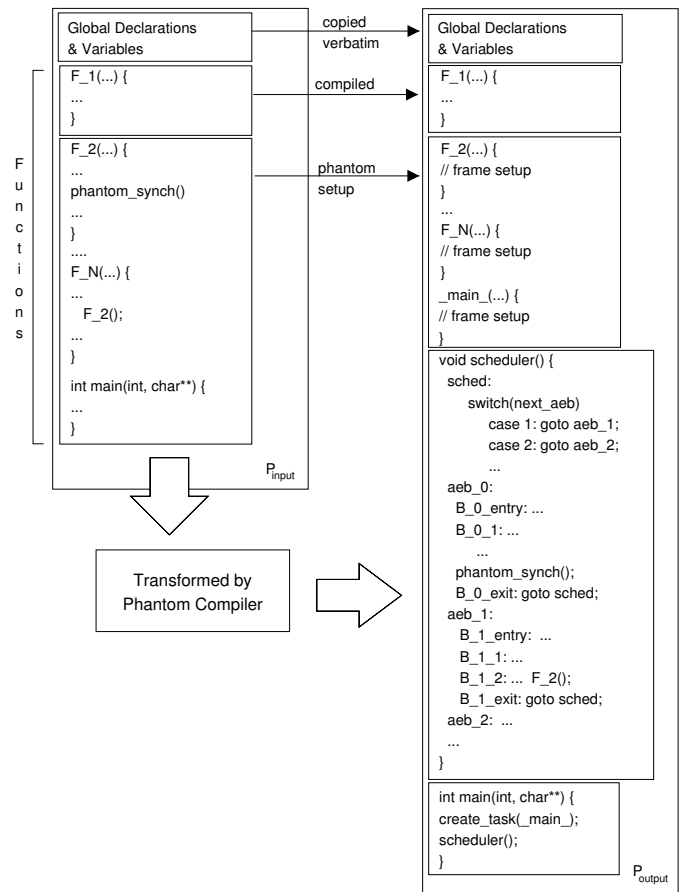 Global Declarations
& Variables
F_1(...) {
...
}
F_2(...) {
...
phantom_synch()
...
}
....
F_N(...) {
...
F_2();
...
}
int main(int, char**) {
...
}
Functions
Pinput
copied
verbatim
compiled
phantom
setup
Transformed by
Phantom Compiler
Global Declarations
& Variables
F_1(...) {
...
}
F_2(...) {
// frame setup
}
...
F_N(...) {
// frame setup
}
_main_(...) {
// frame setup
}
void scheduler() {
sched:
switch(next_aeb)
case 1: goto aeb_1;
case 2: goto aeb_2;
...
aeb_0:
B_0_entry: ...
B_0_1: ...
...
phantom_synch();
B_0_exit: goto sched;
aeb_1:
B_1_entry: ...
B_1_1: ...
B_1_2: ... F_2();
B_1_exit: goto sched;
aeb_2: ...
...
}
int main(int, char**) {
create_task(_main_);
scheduler();
}
Poutput